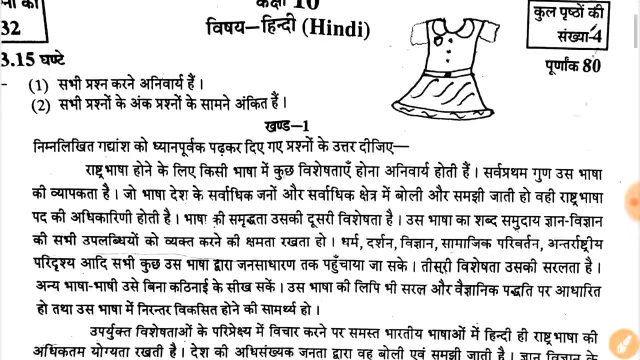 कक्षा 10
32
विषय–हिन्दी (Hindi)
कुल पृष्ठों की
संख्या-4
3.15 घण्टे
पूर्णांक 80
(1) सभी प्रश्न करने अनिवार्य हैं।
(2) सभी प्रश्नों के अंक प्रश्नों के सामने अंकित हैं।
खण्ड–1
निम्नलिखित गद्यांश को ध्यानपूर्वक पढ़कर दिए गए प्रश्नों के उत्तर दीजिए—
राष्ट्रभाषा होने के लिए किसी भाषा में कुछ विशेषताएँ होना अनिवार्य होती हैं। सर्वप्रथम गुण उस भाषा
की व्यापकता है। जो भाषा देश के सर्वाधिक जनों और सर्वाधिक क्षेत्र में बोली और समझी जाती हो वही राष्ट्रभाषा
पद की अधिकारिणी होती है। भाषा की समृद्धता उसकी दूसरी विशेषता है। उस भाषा का शब्द समुदाय ज्ञान-विज्ञान
की सभी उपलब्धियों को व्यक्त करने की क्षमता रखता हो। धर्म, दर्शन, विज्ञान, सामाजिक परिवर्तन, अन्तर्राष्ट्रीय
परिदृश्य आदि सभी कुछ उस भाषा द्वारा जनसाधारण तक पहुँचाया जा सके। तीसरी विशेषता उसकी सरलता है।
अन्य भाषा-भाषी उसे बिना कठिनाई के सीख सकें। उस भाषा की लिपि भी सरल और वैज्ञानिक पद्धति पर आधारित
हो तथा उस भाषा में निरन्तर विकसित होने की सामर्थ्य हो।
उपर्युक्त विशेषताओं के परिप्रेक्ष्य में विचार करने पर समस्त भारतीय भाषाओं में हिन्दी ही राष्ट्रभाषा की
अधिकतम योग्यता रखती है। देश की अधिसंख्यक जनता द्वारा वह बोली एवं समझी जाती है। ज्ञान विज्ञान के